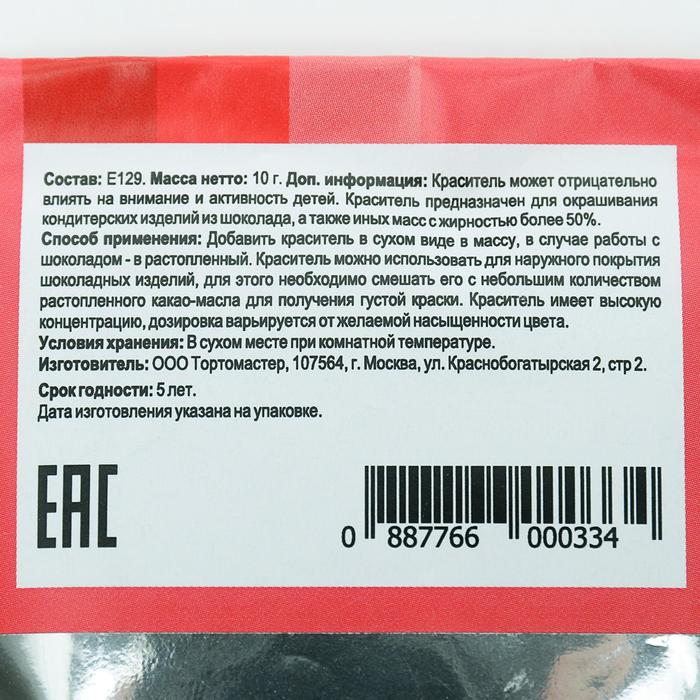 Состав: Е129. Масса нетто: 10 г. Доп. информация: Краситель может отрицательно
влиять на внимание и активность детей. Краситель предназначен для окрашивания
кондитерских изделий из шоколада, а также иных масс с жирностью более 50%.
Способ применения: Добавить краситель в сухом виде в массу, в случае работы с
шоколадом - в растопленный. Краситель можно использовать для наружного покрытия
шоколадных изделий, для этого необходимо смешать его с небольшим количеством
растопленного какао-масла для получения густой краски. Краситель имеет высокую
концентрацию, дозировка варьируется от желаемой насыщенности цвета.
Условия хранения: В сухом месте при комнатной температуре.
Изготовитель: ООО Тортомастер, 107564, г. Москва, ул. Краснобогатырская 2, стр 2.
Срок годности: 5 лет.
Дата изготовления указана на упаковке.
EAC
0 887766 000334